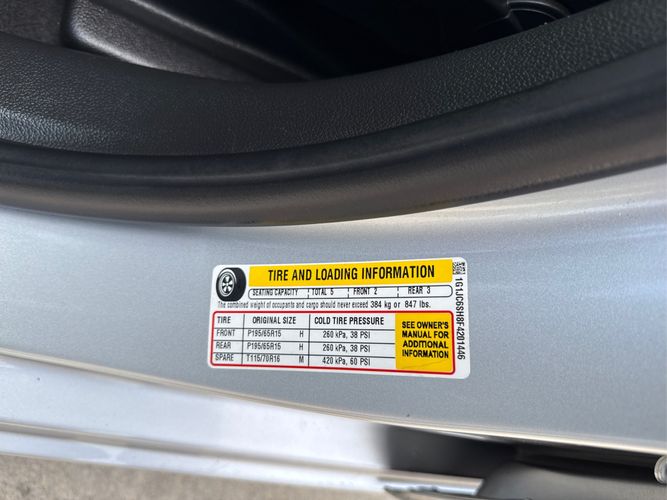 TIRE AND LOADING INFORMATION
SEATING CAPACITY TOTAL 5 FRONT 2 REAR 3
The combined weight of occupants and cargo should never exceed 384 kg or 847 lbs.
TIRE ORIGINAL SIZE COLD TIRE PRESSURE
FRONT P195/65R15 H 260 kPa, 38 PSI
REAR P195/65R15 H 260 kPa, 38 PSI
SPARE T115/70R16 M 420 kPa, 60 PSI
SEE OWNER'S
MANUAL FOR
ADDITIONAL
INFORMATION
1G1JC6SH8F4201446